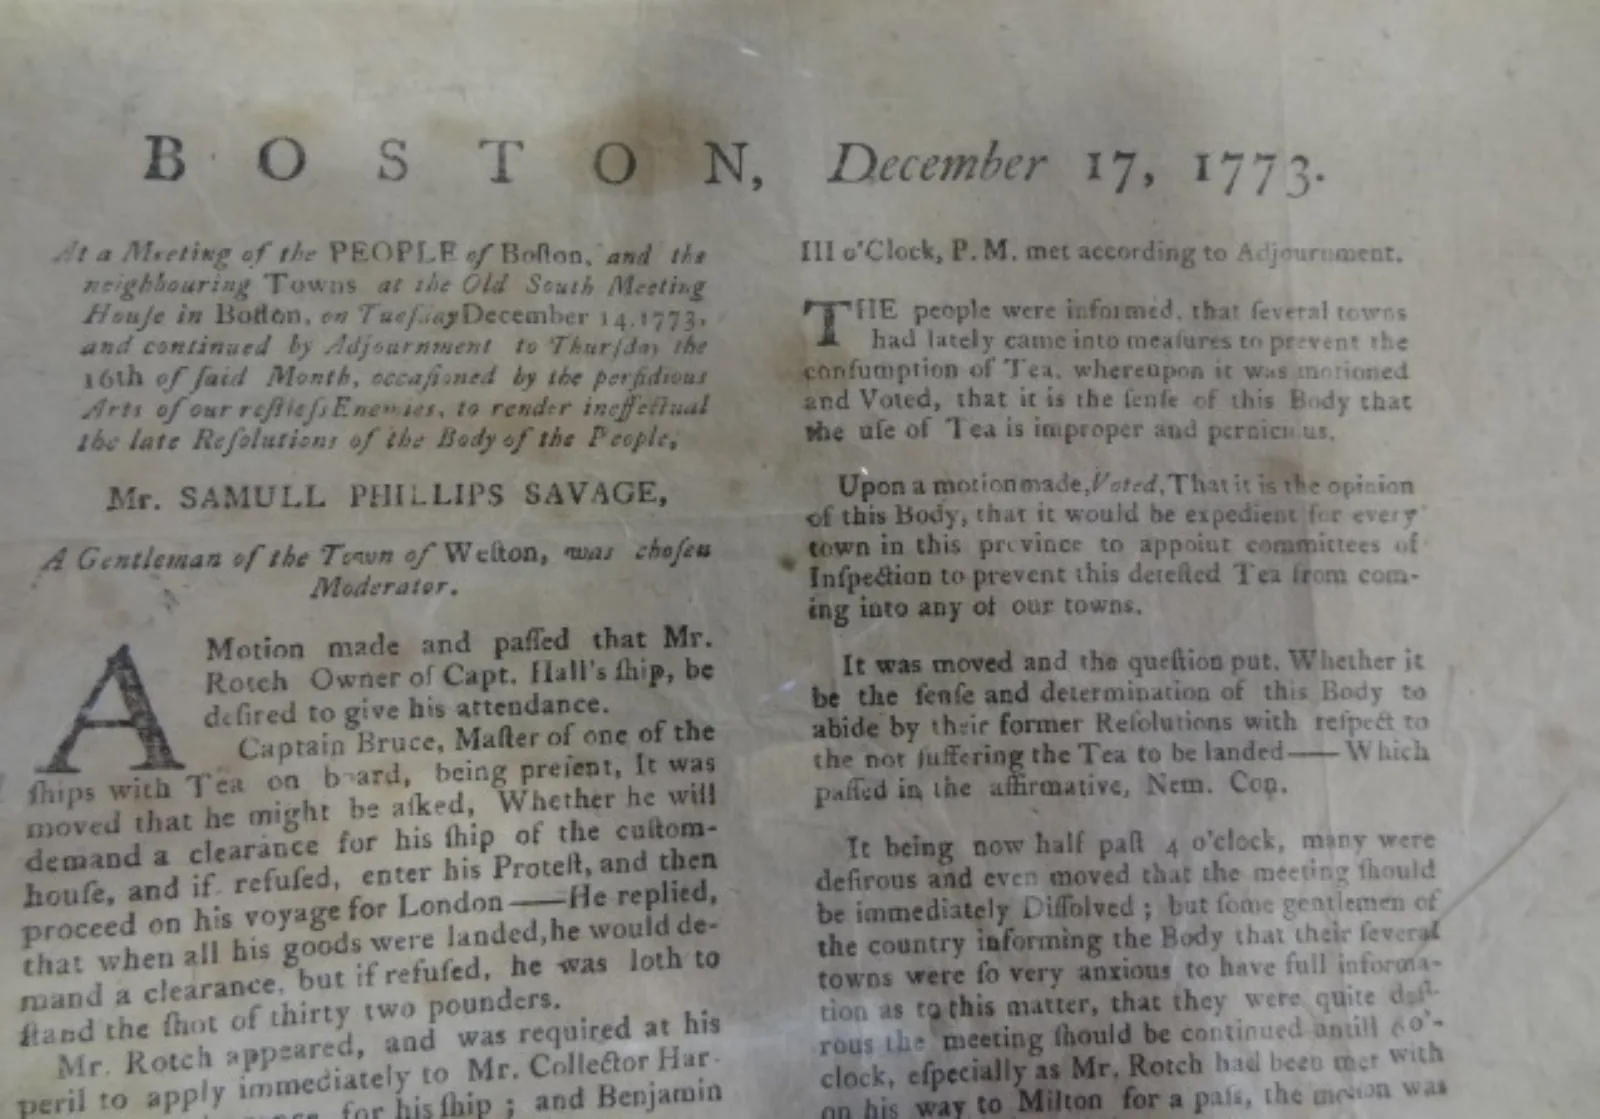 BOSTON, December 17, 1773.
At a Meeting of the PEOPLE of Boſton, and the
neighbouring Towns at the Old South Meeting
Houſe in Boſton, on Tueſday December 14. 1773,
and continued by Adjournment to Thurſday the
16th of ſaid Month, occaſioned by the perfidious
Arts of our reſtleſs Enemies, to render ineffectual
the late Reſolutions of the Body of the People,
Mr. SAMULL PHILLIPS SAVAGE,
A Gentleman of the Town of Weſton, was choſen
Moderator.
A Motion made and paſſed that Mr.
Rotch Owner of Capt. Hall's ſhip, be
deſired to give his attendance.
Captain Bruce, Maſter of one of the
ſhips with Tea on board, being preſent, It was
moved that he might be aſked, Whether he will
demand a clearance for his ſhip of the cuſtom-
houſe, and if refuſed, enter his Proteſt, and then
proceed on his voyage for London——He replied,
that when all his goods were landed, he would de-
mand a clearance, but if refuſed, he was loth to
ſtand the ſhot of thirty two pounders.
Mr. Rotch appeared, and was required at his
peril to apply immediately to Mr. Collector Har-
for his ſhip; and Benjamin
III o'Clock, P. M. met according to Adjournment.
THE people were informed, that ſeveral towns
had lately came into meaſures to prevent the
conſumption of Tea, whereupon it was motioned
and Voted, that it is the ſenſe of this Body that
the uſe of Tea is improper and pernicious.
Upon a motion made, Voted, That it is the opinion
of this Body, that it would be expedient for every
town in this province to appoint committees of
Inſpection to prevent this deteſted Tea from com-
ing into any of our towns.
It was moved and the queſtion put. Whether it
be the ſenſe and determination of this Body to
abide by their former Reſolutions with reſpect to
the not ſuffering the Tea to be landed—— Which
paſſed in the affirmative, Nem. Con.
It being now half paſt 4 o'clock, many were
deſirous and even moved that the meeting ſhould
be immediately Diſſolved; but ſome gentlemen of
the country informing the Body that their ſeveral
towns were ſo very anxious to have full informa-
tion as to this matter, that they were quite deſi-
rous the meeting ſhould be continued untill 6 o'-
clock, eſpecially as Mr. Rotch had been met with
on his way to Milton for a paſs, the motion was